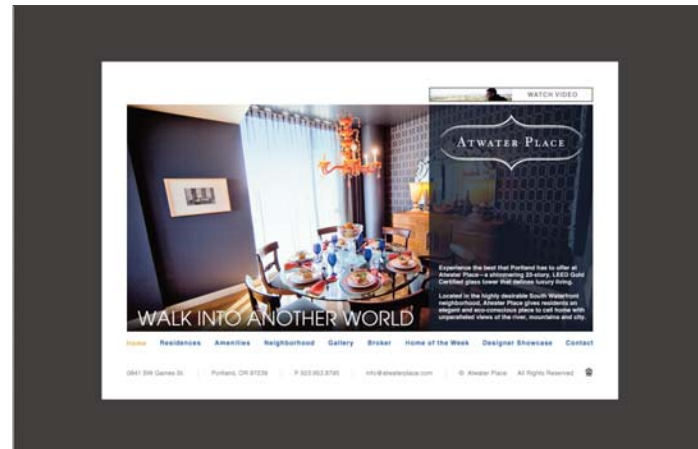 WATCH VIDEO
ATWATER PLACE
Experience the best that Portland has to offer at
Atwater Place—a shimmering 23-story, LEED Gold
Certified glass tower that defines luxury living.
Located in the highly desirable South Waterfront
neighborhood, Atwater Place gives residents an
elegant and eco-conscious place to call home with
unparalleled views of the river, mountains and city.
WALK INTO ANOTHER WORLD
Home Residences Amenities Neighborhood Gallery Broker Home of the Week Designer Showcase Contact
0841 SW Gaines St. Portland, OR 97239 P 503.963.8795 info@atwaterplace.com © Atwater Place All Rights Reserved